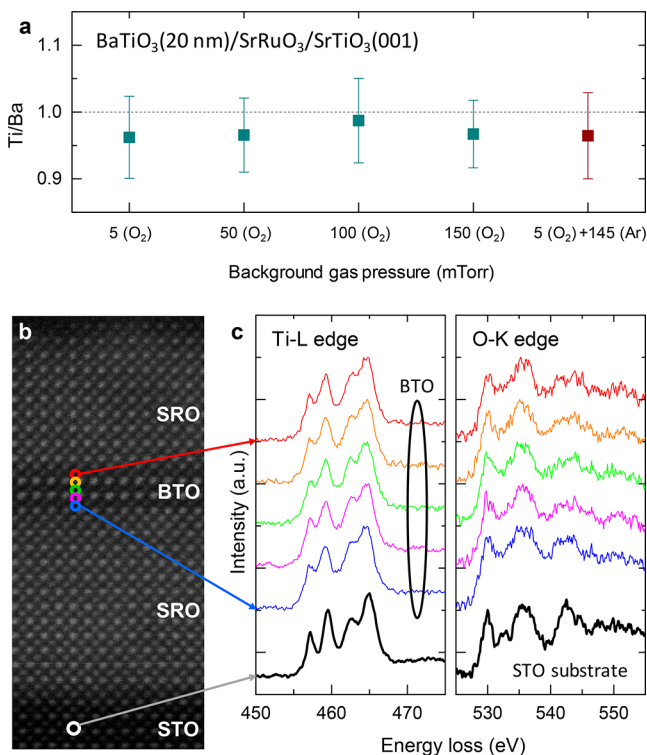 a
BaTiO₃(20 nm)/SrRuO₃/SrTiO₃(001)
1.1
1.0
0.9
Ti/Ba
5 (O₂)
50 (O₂)
100 (O₂)
150 (O₂)
5 (O₂) +145 (Ar)
Background gas pressure (mTorr)
b
SRO
BTO
SRO
STO
c
Ti-L edge
BTO
O-K edge
STO substrate
Intensity (a.u.)
450
460
470
530
540
550
Energy loss (eV)